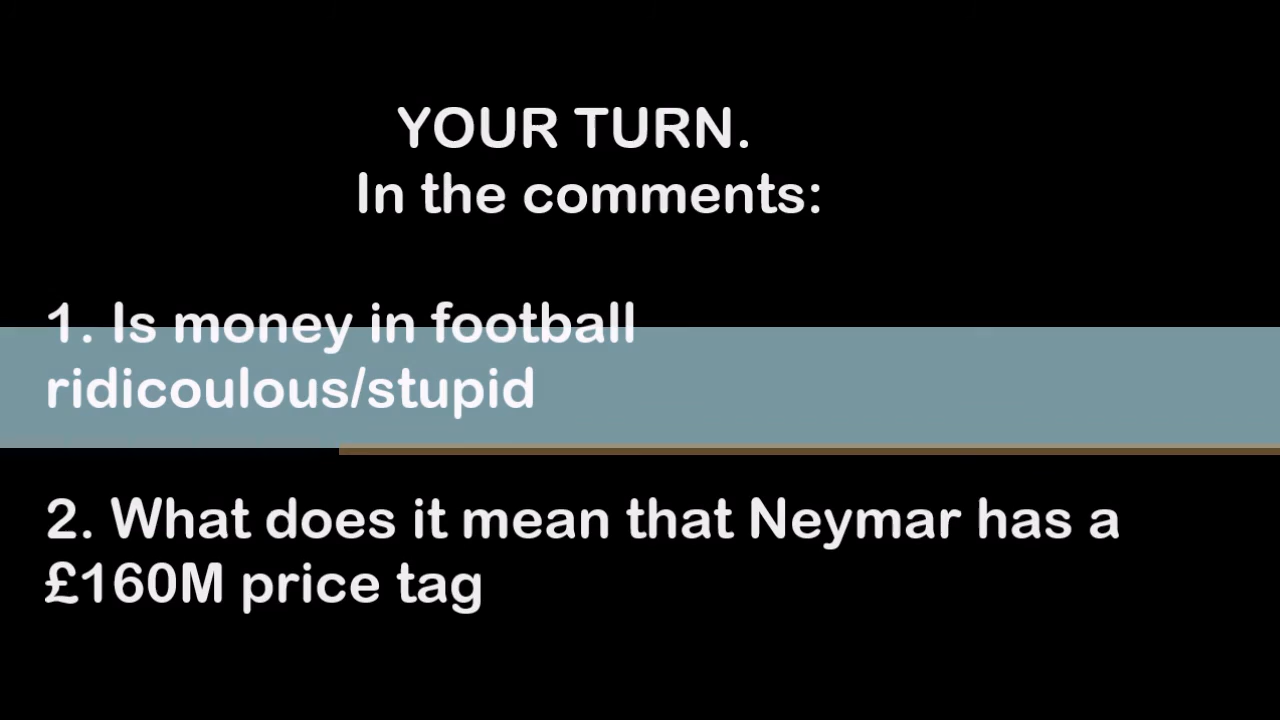 YOUR TURN.
In the comments:
1. Is money in football
ridicoulous/stupid
2. What does it mean that Neymar has a
£160M price tag